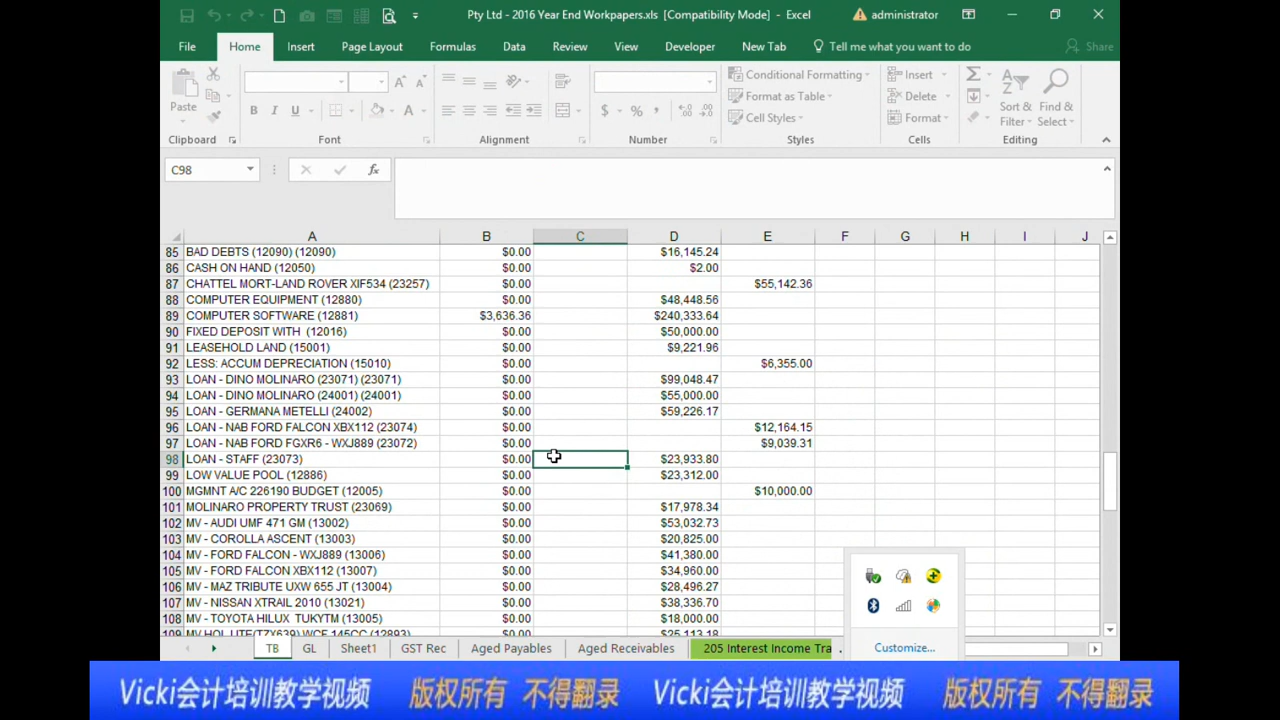 Pty Ltd - 2016 Year End Workpapers.xls [Compatibility Mode] - Excel
administrator
File Home Insert Page Layout Formulas Data Review View Developer New Tab Tell me what you want to do Share
Paste
B I U A
$ % ,
Conditional Formatting
Format as Table
Cell Styles
Insert
Delete
Format
Sort & Filter
Find & Select
Clipboard Font Alignment Number Styles Cells Editing
C98 fx
A B C D E F G H I J
85 BAD DEBTS (12090) (12090) $0.00 $16,145.24
86 CASH ON HAND (12050) $0.00 $2.00
87 CHATTEL MORT-LAND ROVER XIF534 (23257) $0.00 $55,142.36
88 COMPUTER EQUIPMENT (12880) $0.00 $48,448.56
89 COMPUTER SOFTWARE (12881) $3,636.36 $240,333.64
90 FIXED DEPOSIT WITH (12016) $0.00 $50,000.00
91 LEASEHOLD LAND (15001) $0.00 $9,221.96
92 LESS: ACCUM DEPRECIATION (15010) $0.00 $6,355.00
93 LOAN - DINO MOLINARO (23071) (23071) $0.00 $99,048.47
94 LOAN - DINO MOLINARO (24001) (24001) $0.00 $55,000.00
95 LOAN - GERMANA METELLI (24002) $0.00 $59,226.17
96 LOAN - NAB FORD FALCON XBX112 (23074) $0.00 $12,164.15
97 LOAN - NAB FORD FGXR6 - WXJ889 (23072) $0.00 $9,039.31
98 LOAN - STAFF (23073) $0.00 $23,933.80
99 LOW VALUE POOL (12886) $0.00 $23,312.00
100 MGMNT A/C 226190 BUDGET (12005) $0.00 $10,000.00
101 MOLINARO PROPERTY TRUST (23069) $0.00 $17,978.34
102 MV - AUDI UMF 471 GM (13002) $0.00 $53,032.73
103 MV - COROLLA ASCENT (13003) $0.00 $20,825.00
104 MV - FORD FALCON - WXJ889 (13006) $0.00 $41,380.00
105 MV - FORD FALCON XBX112 (13007) $0.00 $34,960.00
106 MV - MAZ TRIBUTE UXW 655 JT (13004) $0.00 $28,496.27
107 MV - NISSAN XTRAIL 2010 (13021) $0.00 $38,336.70
108 MV - TOYOTA HILUX TUKYTM (13005) $0.00 $18,000.00
109 MV HOL UTE(TZX639) WCF 145CC (12893) $0.00 $25,113.18
TB GL Sheet1 GST Rec Aged Payables Aged Receivables 205 Interest Income Tra
Customize...
Vicki会计培训教学视频 版权所有 不得翻录 Vicki会计培训教学视频 版权所有 不得翻录